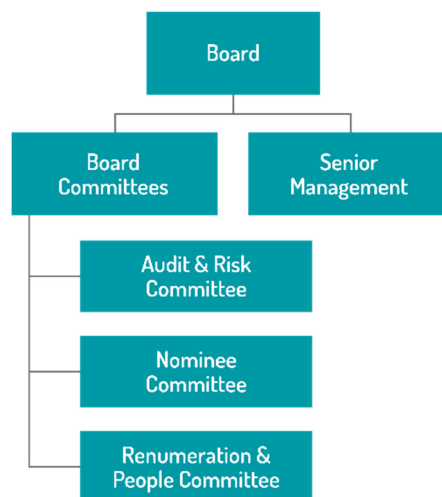 Board
Board
Committees
Senior
Management
Audit & Risk
Committee
Nominee
Committee
Renumeration &
People Committee